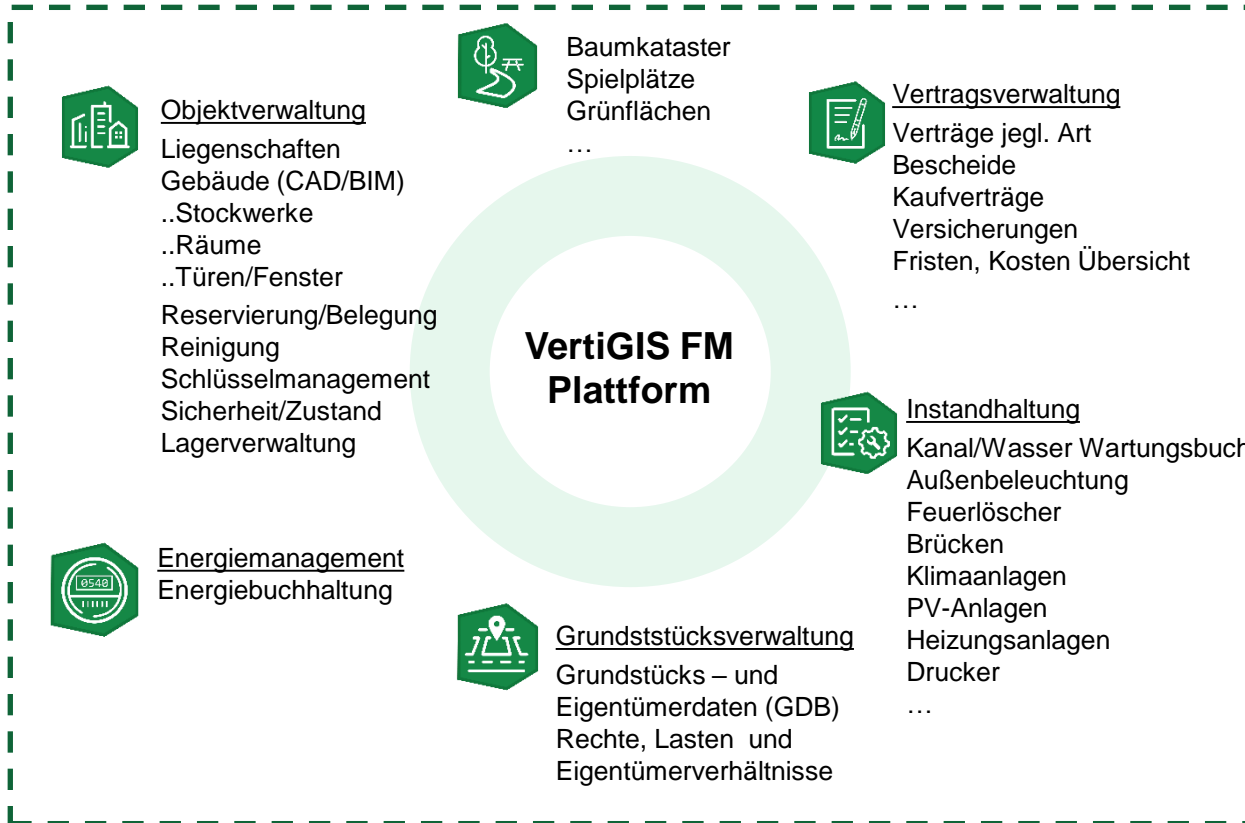 Baumkataster
Spielplätze
Grünflächen
…
Objektverwaltung
Liegenschaften
Gebäude (CAD/BIM)
..Stockwerke
..Räume
..Türen/Fenster
Reservierung/Belegung
Reinigung
Schlüsselmanagement
Sicherheit/Zustand
Lagerverwaltung
Vertragsverwaltung
Verträge jegl. Art
Bescheide
Kaufverträge
Versicherungen
Fristen, Kosten Übersicht
…
VertiGIS FM
Plattform
Instandhaltung
Kanal/Wasser Wartungsbuch
Außenbeleuchtung
Feuerlöscher
Brücken
Klimaanlagen
PV-Anlagen
Heizungsanlagen
Drucker
…
Energiemanagement
Energiebuchhaltung
0540
Grundststücksverwaltung
Grundstücks – und
Eigentümerdaten (GDB)
Rechte, Lasten und
Eigentümerverhältnisse